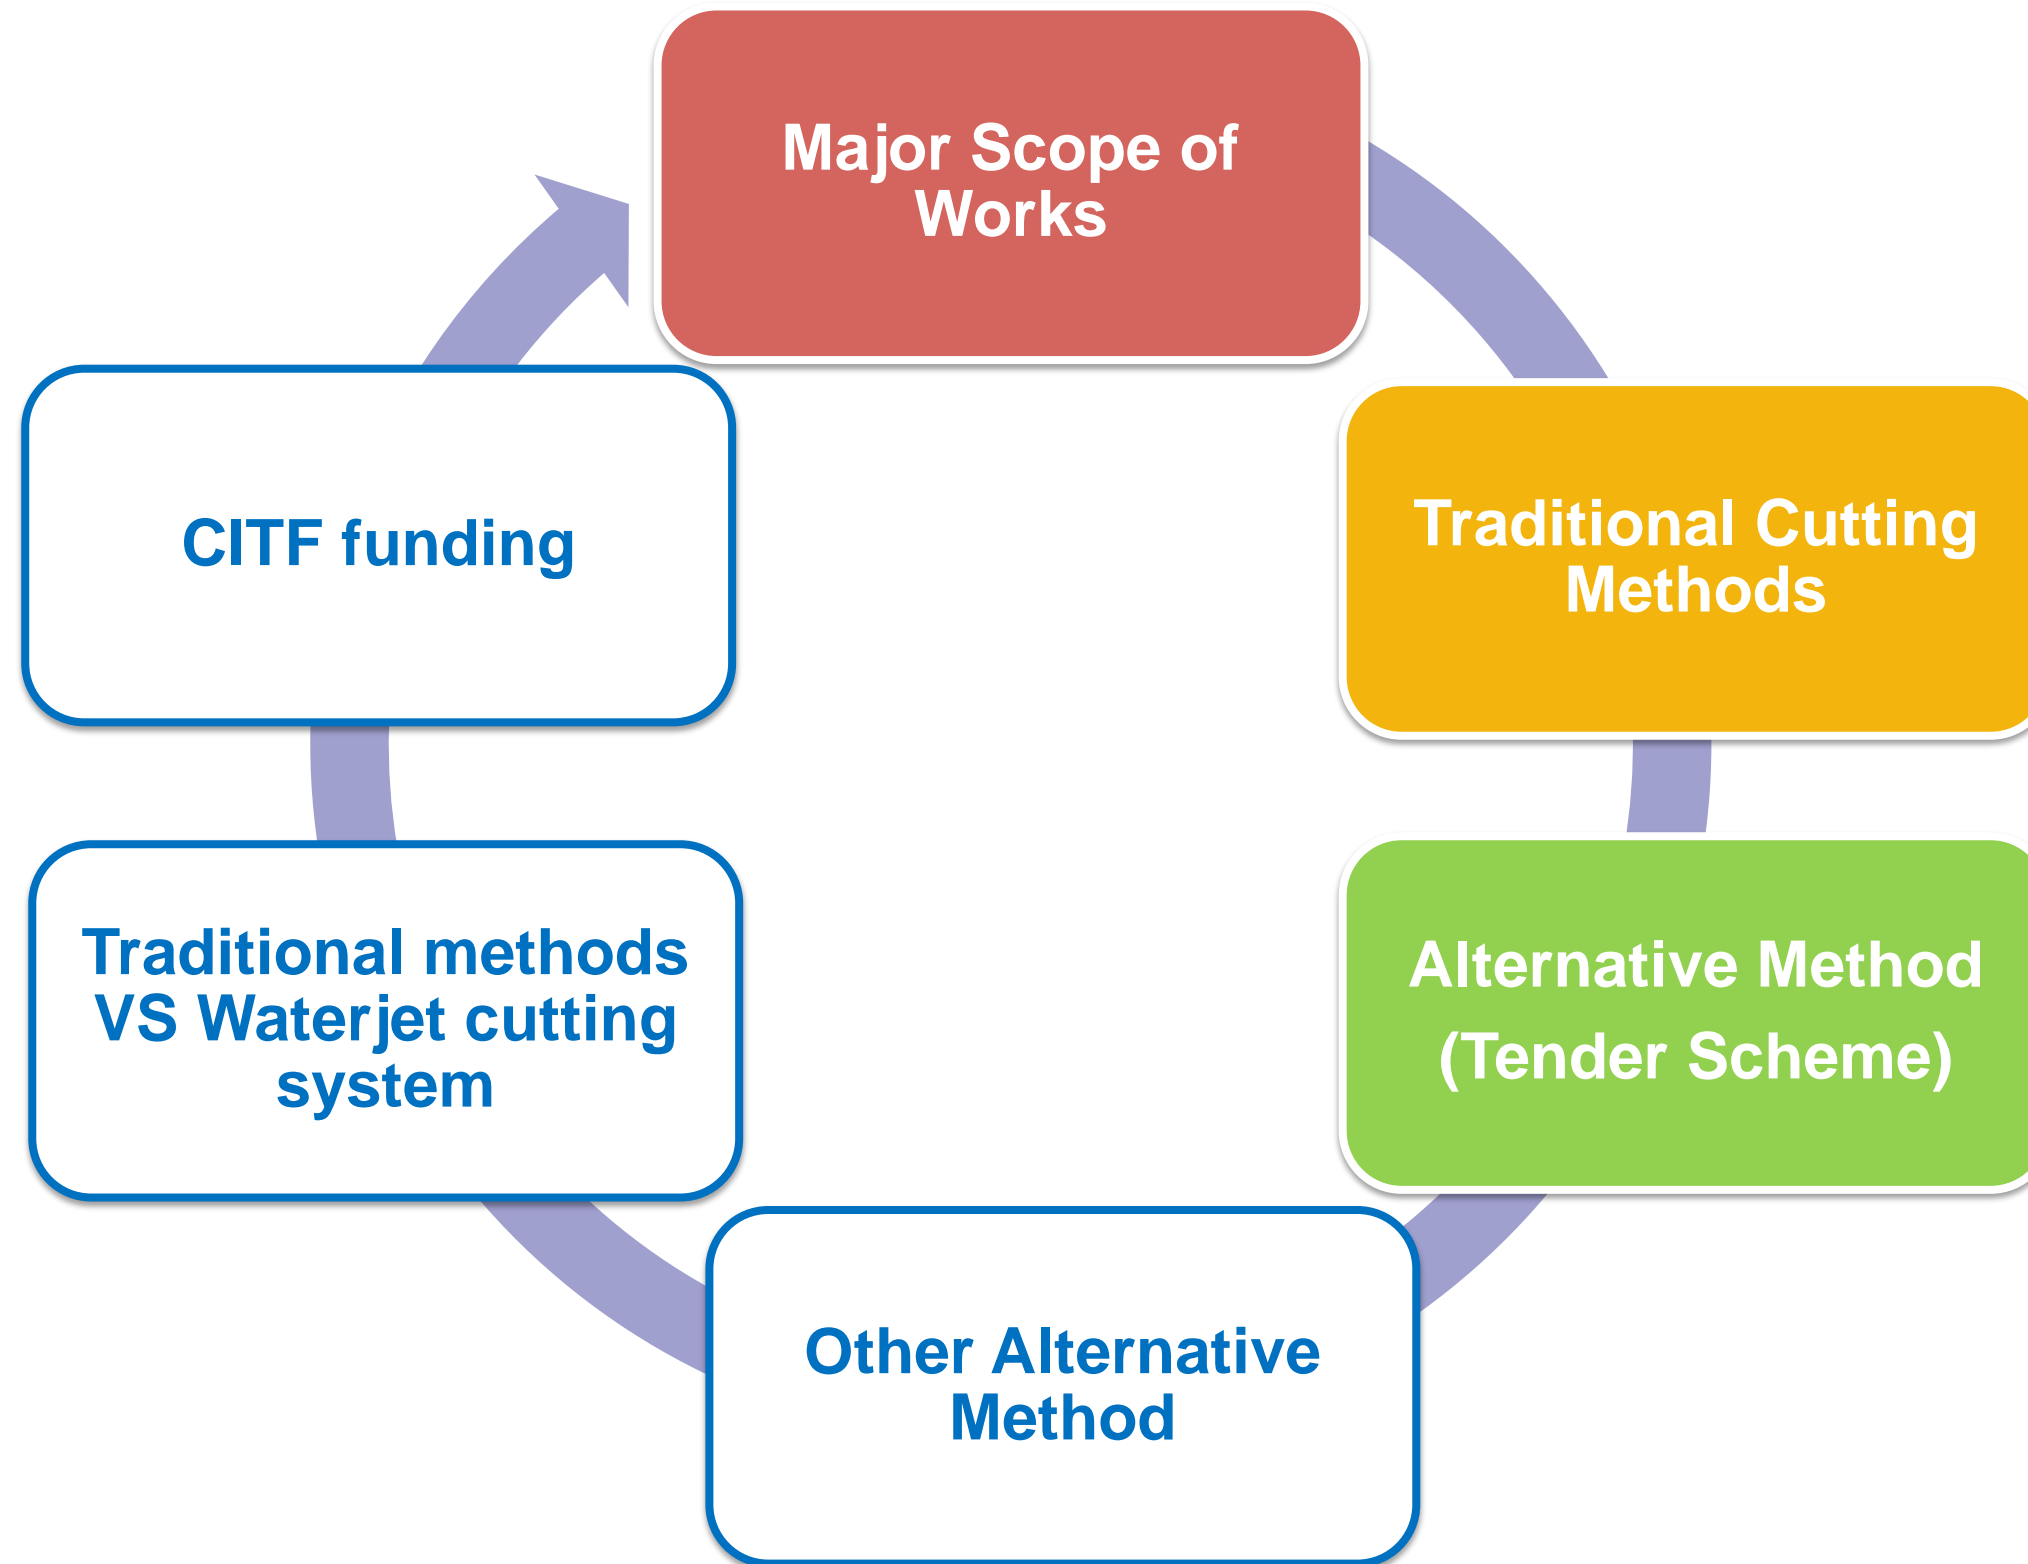 Major Scope of
Works
Traditional Cutting
Methods
Alternative Method
(Tender Scheme)
Other Alternative
Method
Traditional methods
VS Waterjet cutting
system
CITF funding